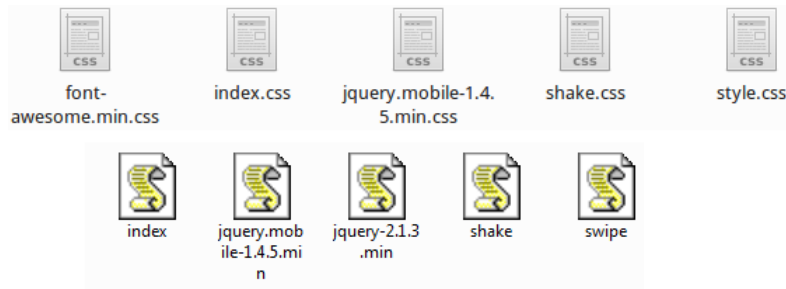 CSS CSS CSS CSS CSS
font- index.css jquery.mobile-1.4. shake.css style.css
awesome.min.css 5.min.css
index jquery.mob jquery-2.1.3 shake swipe
ile-1.4.5.mi .min
n